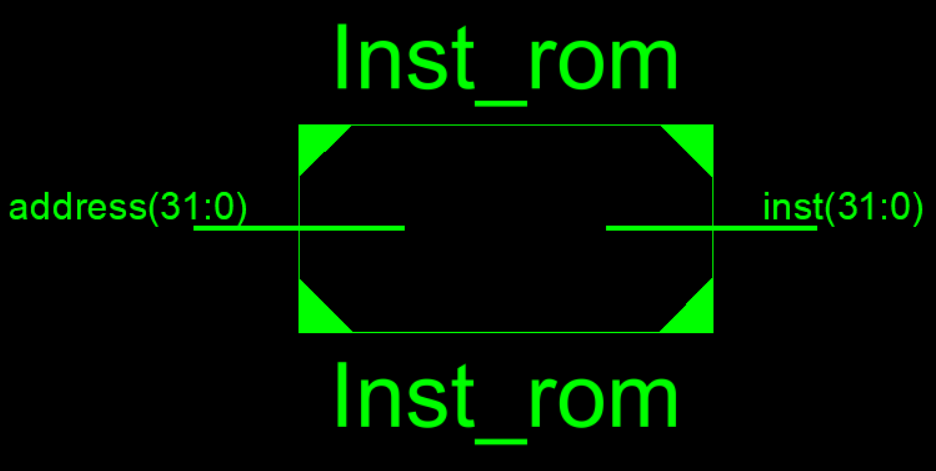 Inst_rom
address(31:0)
inst(31:0)
Inst_rom